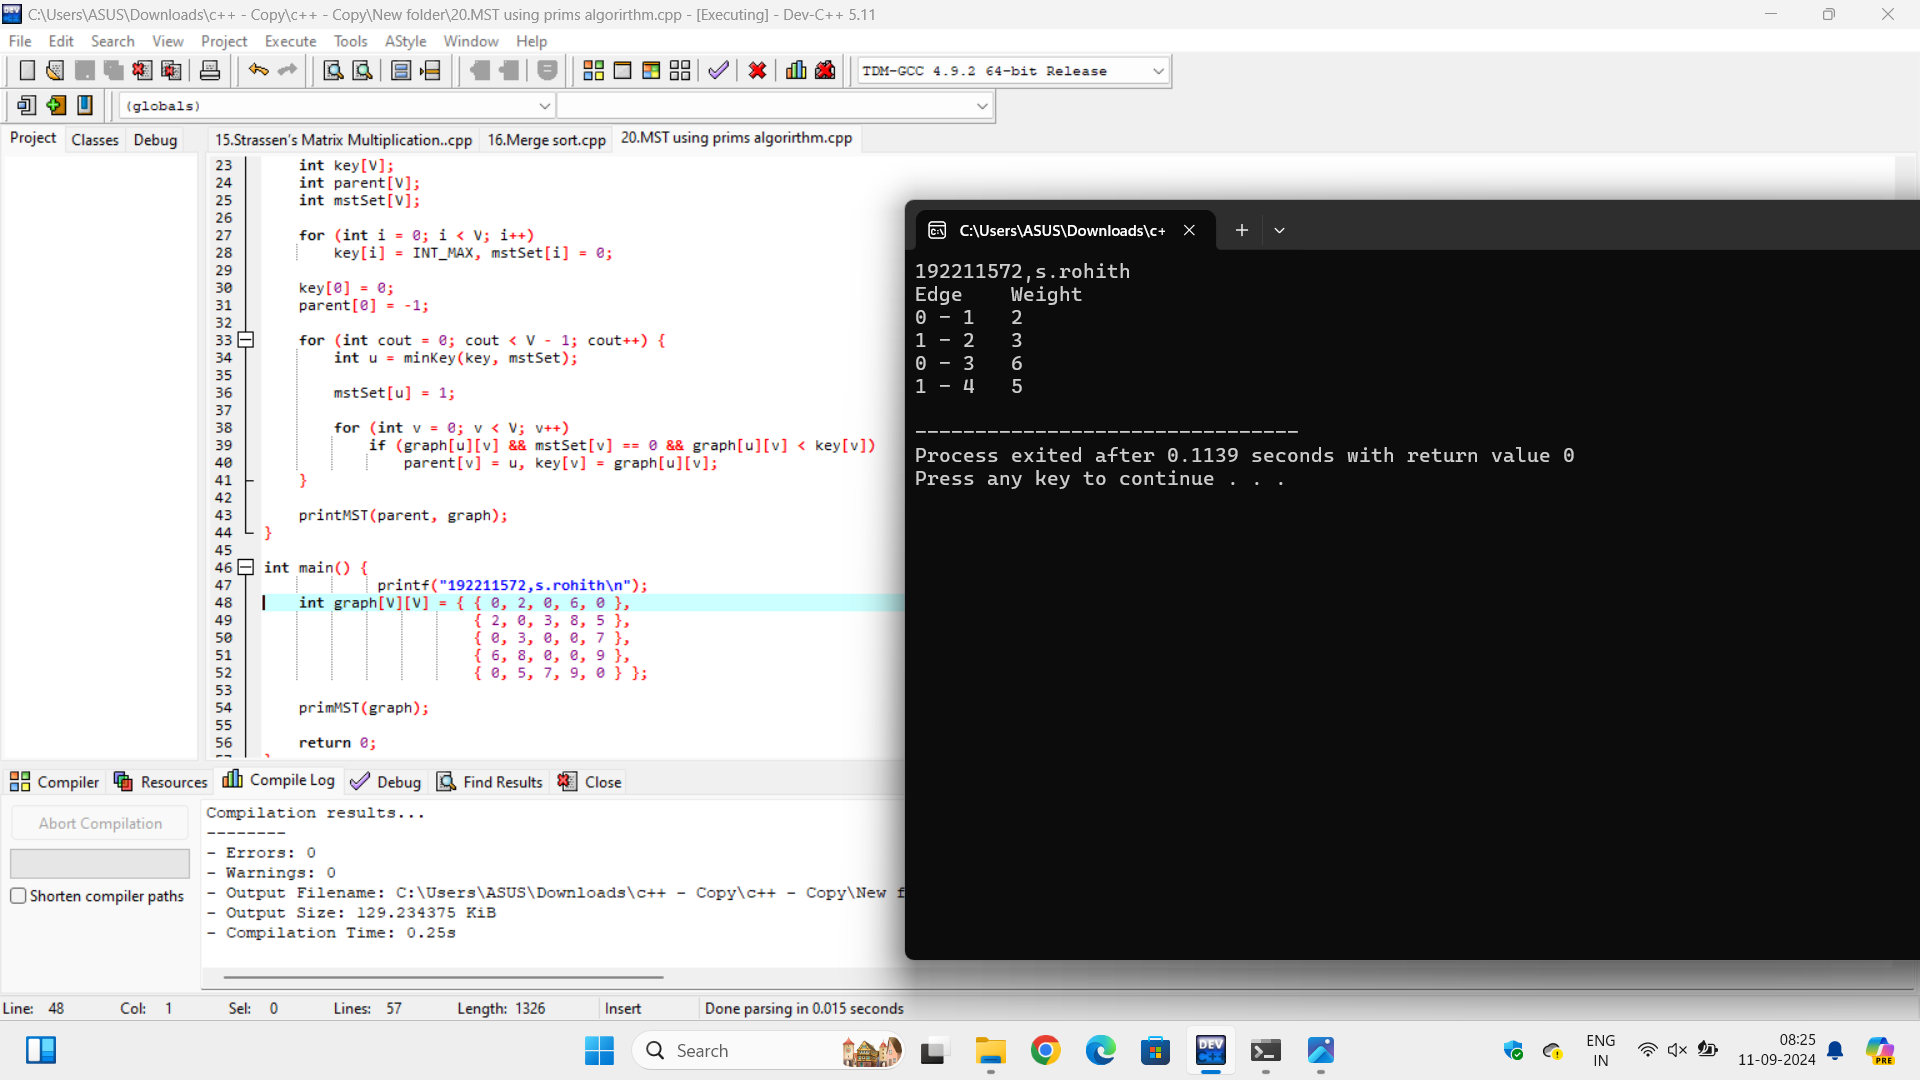 C:\Users\ASUS\Downloads\c++ - Copy\c++ - Copy\New folder\20.MST using prims algorirthm.cpp - [Executing] - Dev-C++ 5.11
File Edit Search View Project Execute Tools AStyle Window Help
TDM-GCC 4.9.2 64-bit Release
(globals)
Project Classes Debug 15.Strassen's Matrix Multiplication..cpp 16.Merge sort.cpp 20.MST using prims algorirthm.cpp
23 int key[V];
24 int parent[V];
25 int mstSet[V];
26
27 for (int i = 0; i < V; i++)
28 key[i] = INT_MAX, mstSet[i] = 0;
29
30 key[0] = 0;
31 parent[0] = -1;
32
33 for (int cout = 0; cout < V - 1; cout++) {
34 int u = minKey(key, mstSet);
35
36 mstSet[u] = 1;
37
38 for (int v = 0; v < V; v++)
39 if (graph[u][v] && mstSet[v] == 0 && graph[u][v] < key[v])
40 parent[v] = u, key[v] = graph[u][v];
41 }
42
43 printMST(parent, graph);
44 }
45
46 int main() {
47 printf("192211572,s.rohith\n");
48 int graph[V][V] = { { 0, 2, 0, 6, 0 },
49 { 2, 0, 3, 8, 5 },
50 { 0, 3, 0, 0, 7 },
51 { 6, 8, 0, 0, 9 },
52 { 0, 5, 7, 9, 0 } };
53
54 primMST(graph);
55
56 return 0;
C:\Users\ASUS\Downloads\c+
192211572,s.rohith
Edge Weight
0 - 1 2
1 - 2 3
0 - 3 6
1 - 4 5
--------------------------------
Process exited after 0.1139 seconds with return value 0
Press any key to continue . . .
Compiler Resources Compile Log Debug Find Results Close
Abort Compilation
Shorten compiler paths
Compilation results...
--------
- Errors: 0
- Warnings: 0
- Output Filename: C:\Users\ASUS\Downloads\c++ - Copy\c++ - Copy\New f
- Output Size: 129.234375 KiB
- Compilation Time: 0.25s
Line: 48 Col: 1 Sel: 0 Lines: 57 Length: 1326 Insert Done parsing in 0.015 seconds
Search
DEV C++
ENG
IN
08:25
11-09-2024
PRE